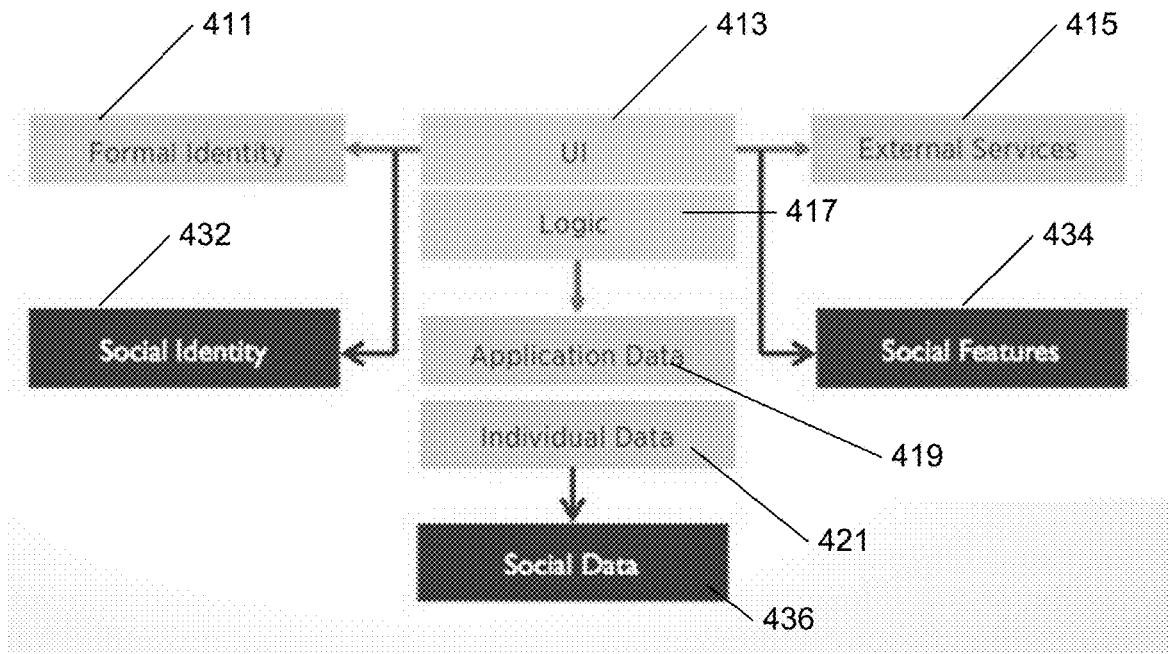 411
413
415
Formal Identity
UI
External Services
Logic
417
432
434
Social Identity
Application Data
Social Features
Individual Data
419
421
Social Data
436